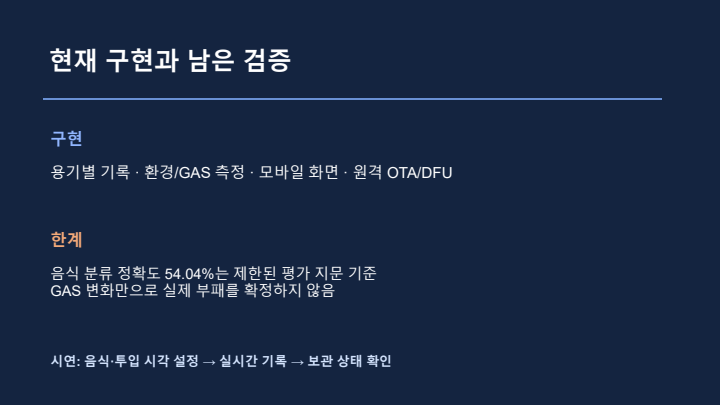 현재 구현과 남은 검증
구현
용기별 기록 · 환경/GAS 측정 · 모바일 화면 · 원격 OTA/DFU
한계
음식 분류 정확도 54.04%는 제한된 평가 지문 기준
GAS 변화만으로 실제 부패를 확정하지 않음
시연: 음식·투입 시각 설정 → 실시간 기록 → 보관 상태 확인